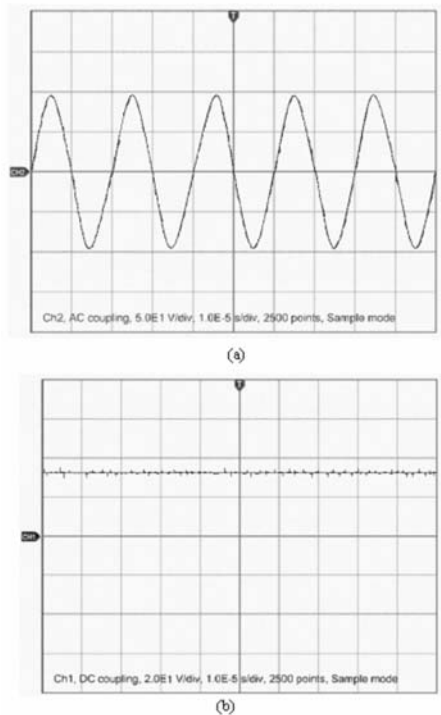 T
CH2
Ch2, AC coupling, 5.0E1 V/div, 1.0E-5 s/div, 2500 points, Sample mode
(a)
T
CH1
Ch1, DC coupling, 2.0E1 V/div, 1.0E-5 s/div, 2500 points, Sample mode
(b)